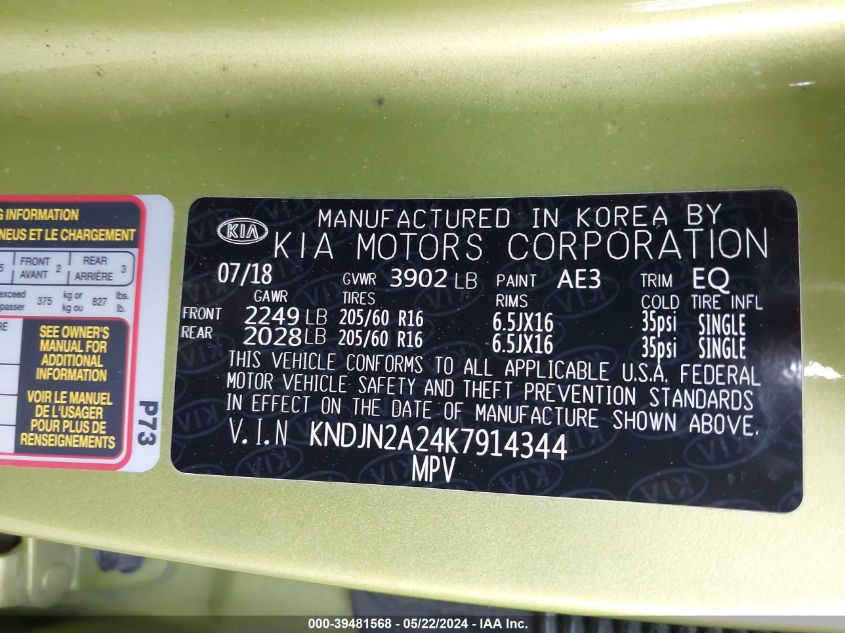 NG INFORMATION
NEUS ET LE CHARGEMENT
5 FRONT AVANT 2 REAR ARRIÈRE 3
exceed 375 kg or 827 lbs.
passer kg ou lb.
SEE OWNER'S
MANUAL FOR
ADDITIONAL
INFORMATION
VOIR LE MANUEL
DE L'USAGER
POUR PLUS DE
RENSEIGNEMENTS
P73
KIA
MANUFACTURED IN KOREA BY
KIA MOTORS CORPORATION
07/18 GVWR 3902 LB PAINT AE3 TRIM EQ
GAWR TIRES RIMS COLD TIRE INFL
FRONT 2249 LB 205/60 R16 6.5JX16 35psi SINGLE
REAR 2028 LB 205/60 R16 6.5JX16 35psi SINGLE
THIS VEHICLE CONFORMS TO ALL APPLICABLE U.S.A. FEDERAL
MOTOR VEHICLE SAFETY AND THEFT PREVENTION STANDARDS
IN EFFECT ON THE DATE OF MANUFACTURE SHOWN ABOVE.
V.I.N KNDJN2A24K7914344
MPV
000-39481568 - 05/22/2024 - IAA Inc.